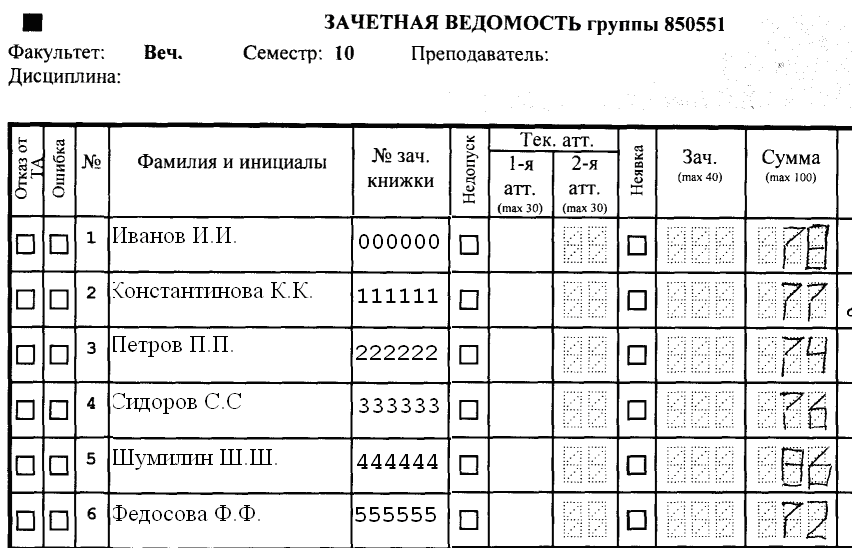 ЗАЧЕТНАЯ ВЕДОМОСТЬ группы 850551
Факультет: Веч. Семестр: 10 Преподаватель:
Дисциплина:
Отказ от ТА Ошибка № Фамилия и инициалы № зач. книжки Недопуск Тек. атт. 1-я атт. (max 30) 2-я атт. (max 30) Неявка Зач. (max 40) Сумма (max 100)
1 Иванов И.И. 000000 78
2 Константинова К.К. 111111 77
3 Петров П.П. 222222 74
4 Сидоров С.С 333333 76
5 Шумилин Ш.Ш. 444444 86
6 Федосова Ф.Ф. 555555 72